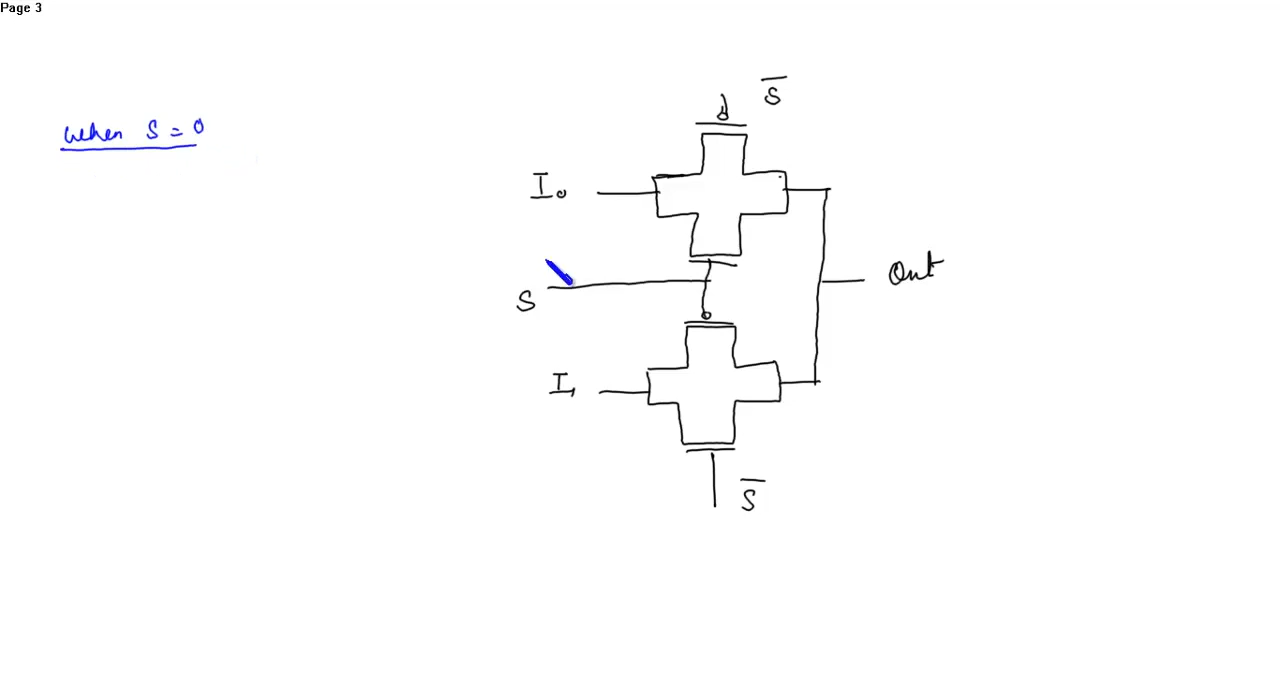 Page 3
when S = 0
S̅
I₀
S
Out
I₁
S̅